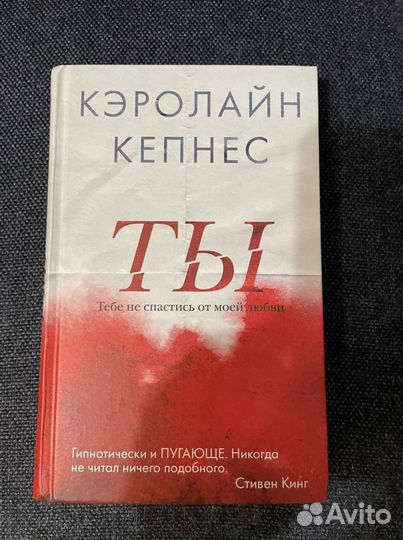 КЭРОЛАЙН
КЕПНЕС
ТЫ
Тебе не спастись от моей любви
Гипнотически и ПУГАЮЩЕ. Никогда
не читал ничего подобного.
Стивен Кинг
Avito